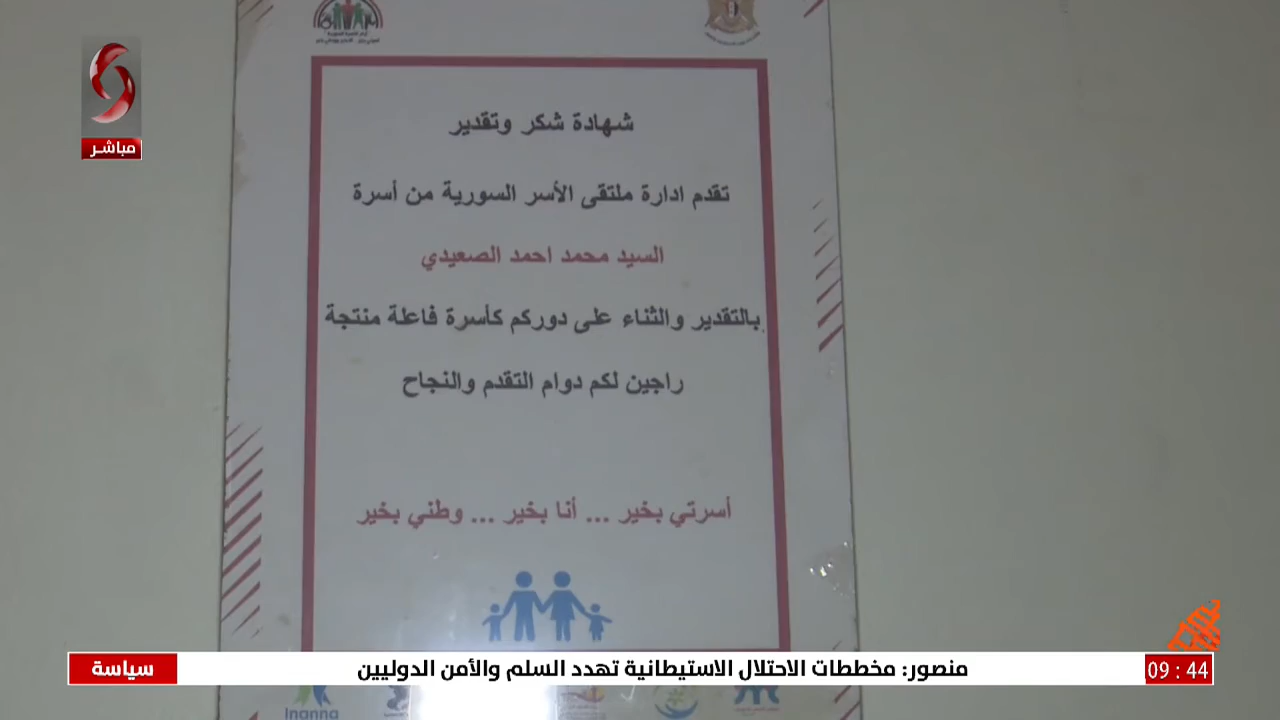 مباشر
شهادة شكر وتقدير
تقدم ادارة ملتقى الأسر السورية من أسرة
السيد محمد احمد الصعيدي
بالتقدير والثناء على دوركم كأسرة فاعلة منتجة
راجين لكم دوام التقدم والنجاح
أسرتي بخير ... أنا بخير ... وطني بخير
سياسة
منصور: مخططات الاحتلال الاستيطانية تهدد السلم والأمن الدوليين
09 : 44
Inanna